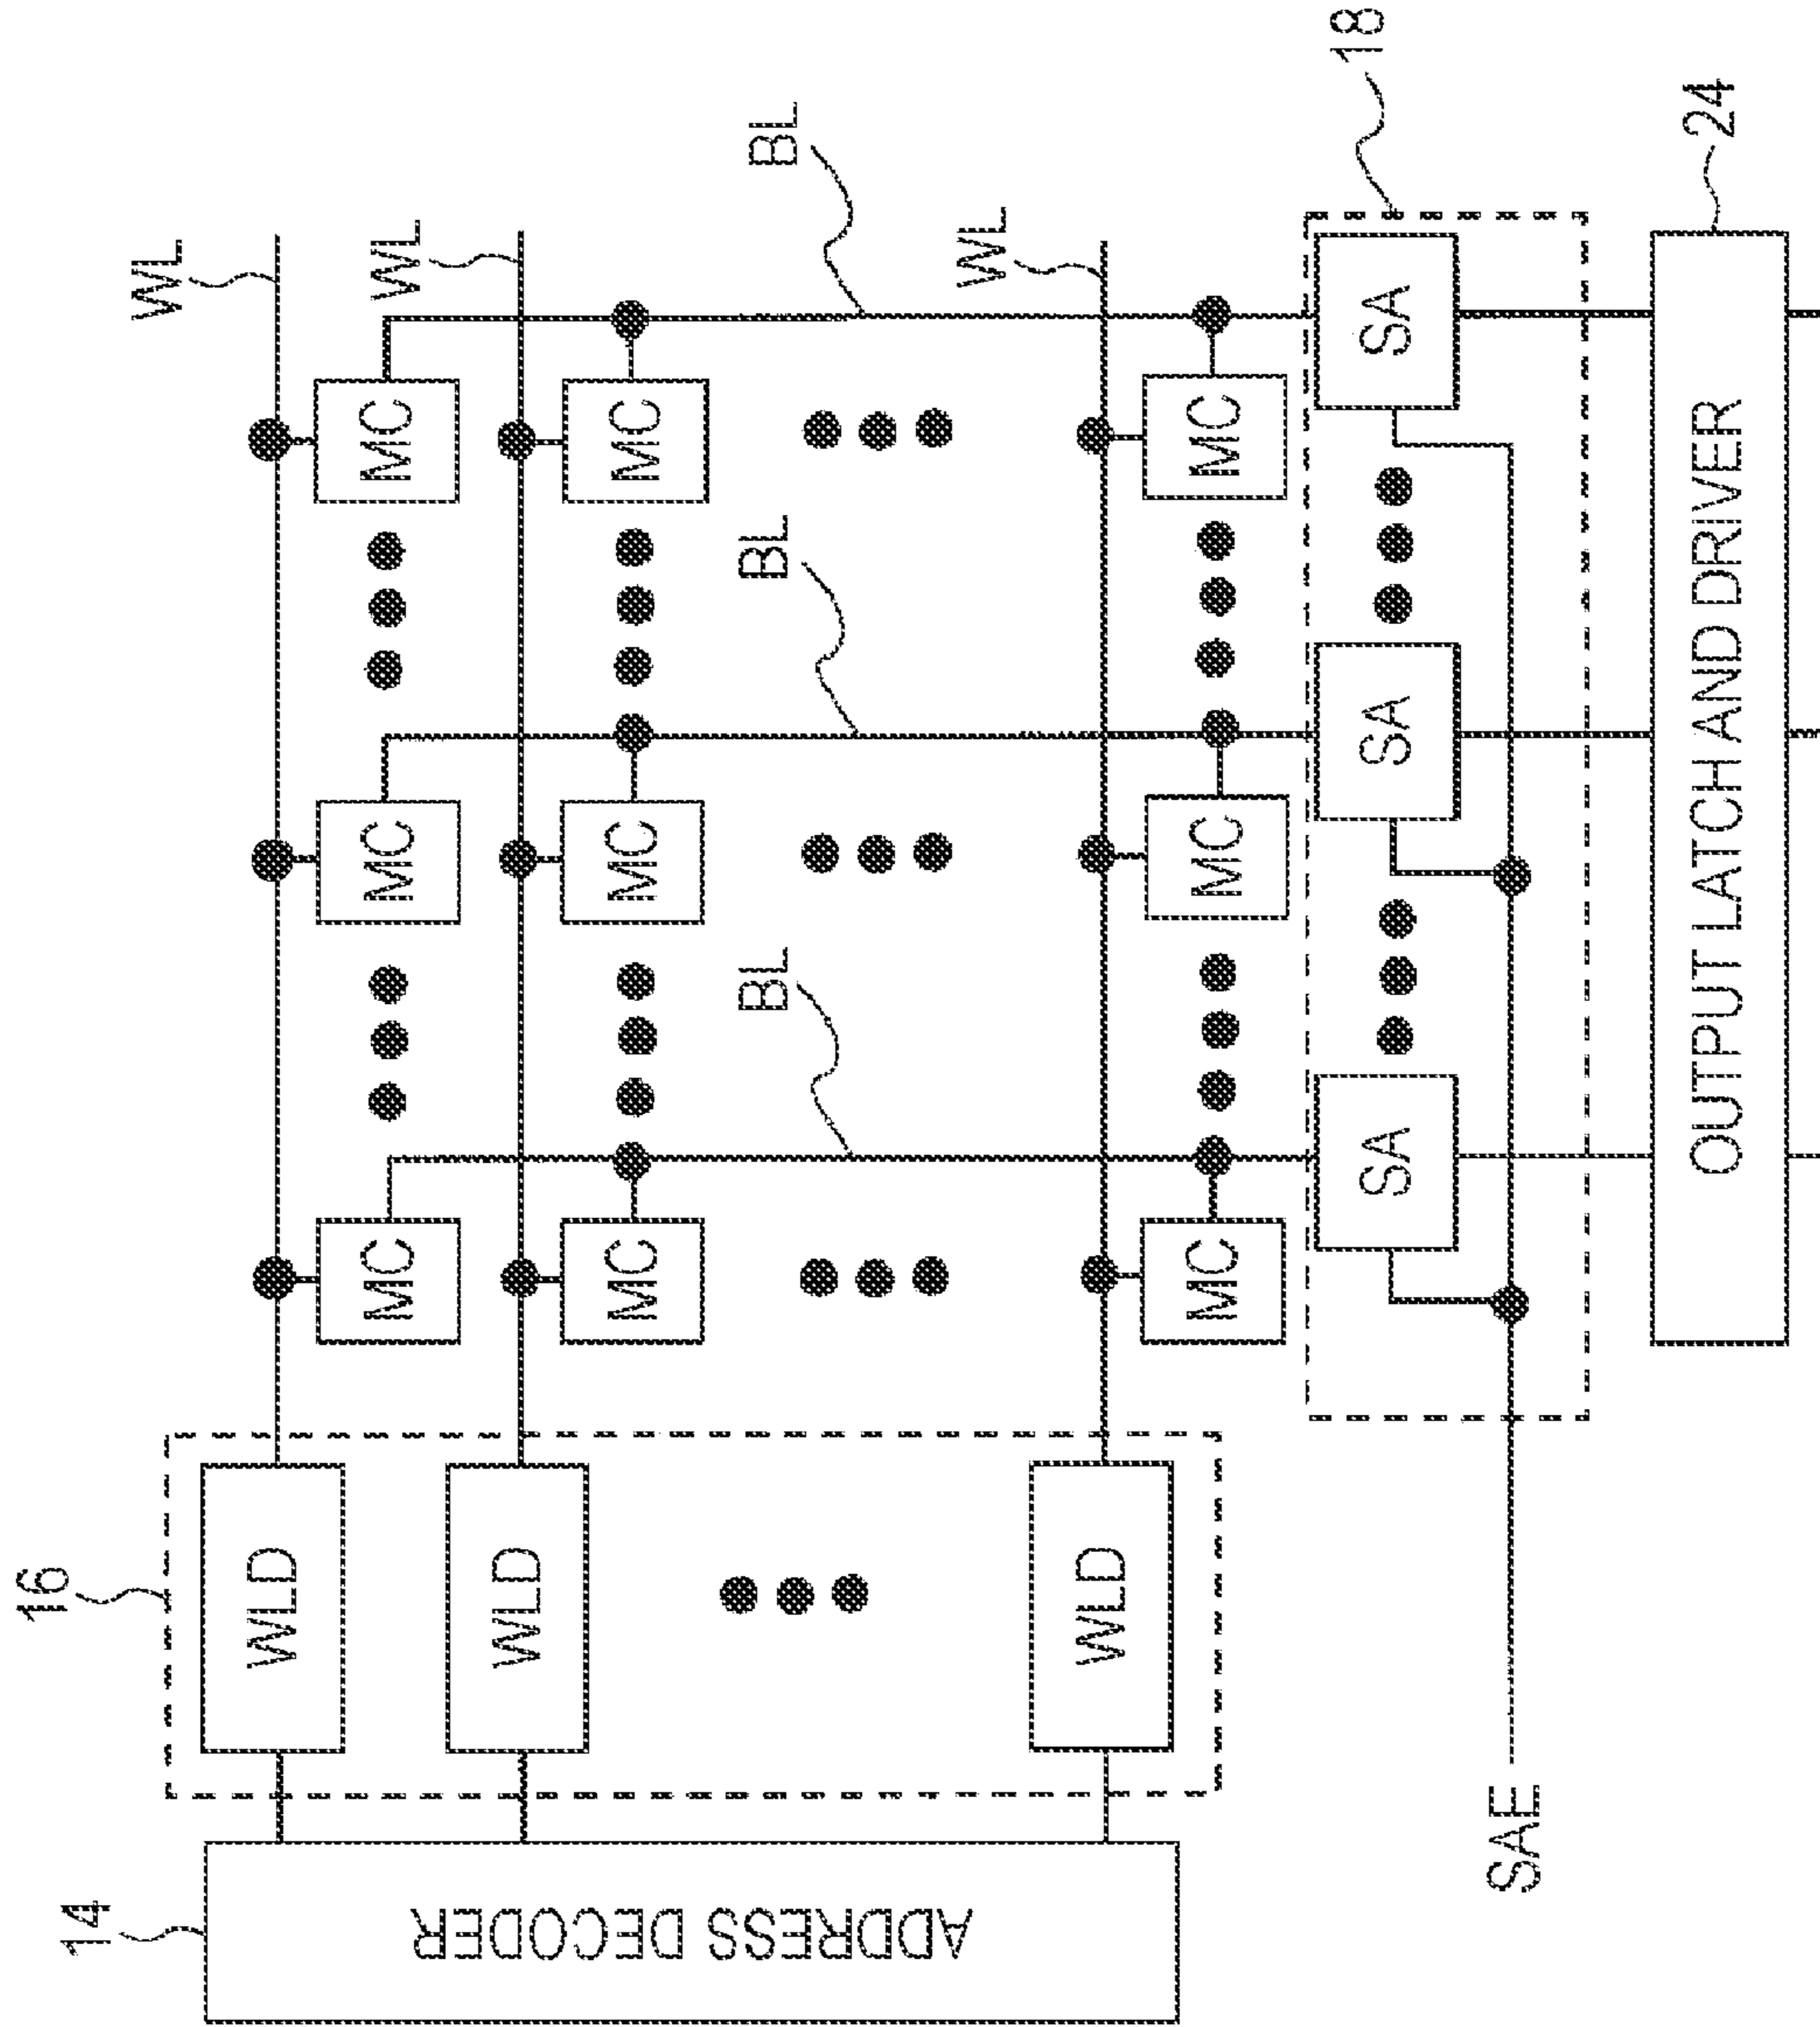 16
14
WL
ADDRESS DECODER
WLD
MC
MC
MC
WL
WLD
MC
MC
MC
BL
BL
BL
WL
WLD
MC
MC
MC
18
SA
SA
SA
SAE
24
OUTPUT LATCH AND DRIVER